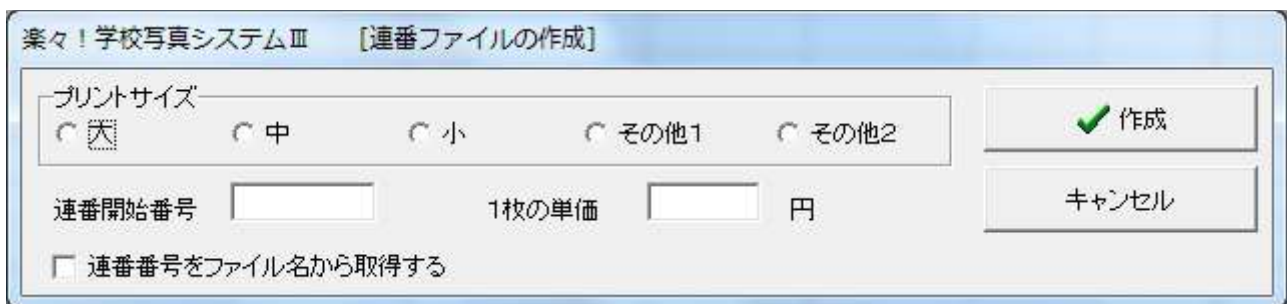 楽々!学校写真システムⅢ [連番ファイルの作成]
プリントサイズ
大 中 小 その他1 その他2
作成
連番開始番号 1枚の単価 円
キャンセル
連番番号をファイル名から取得する